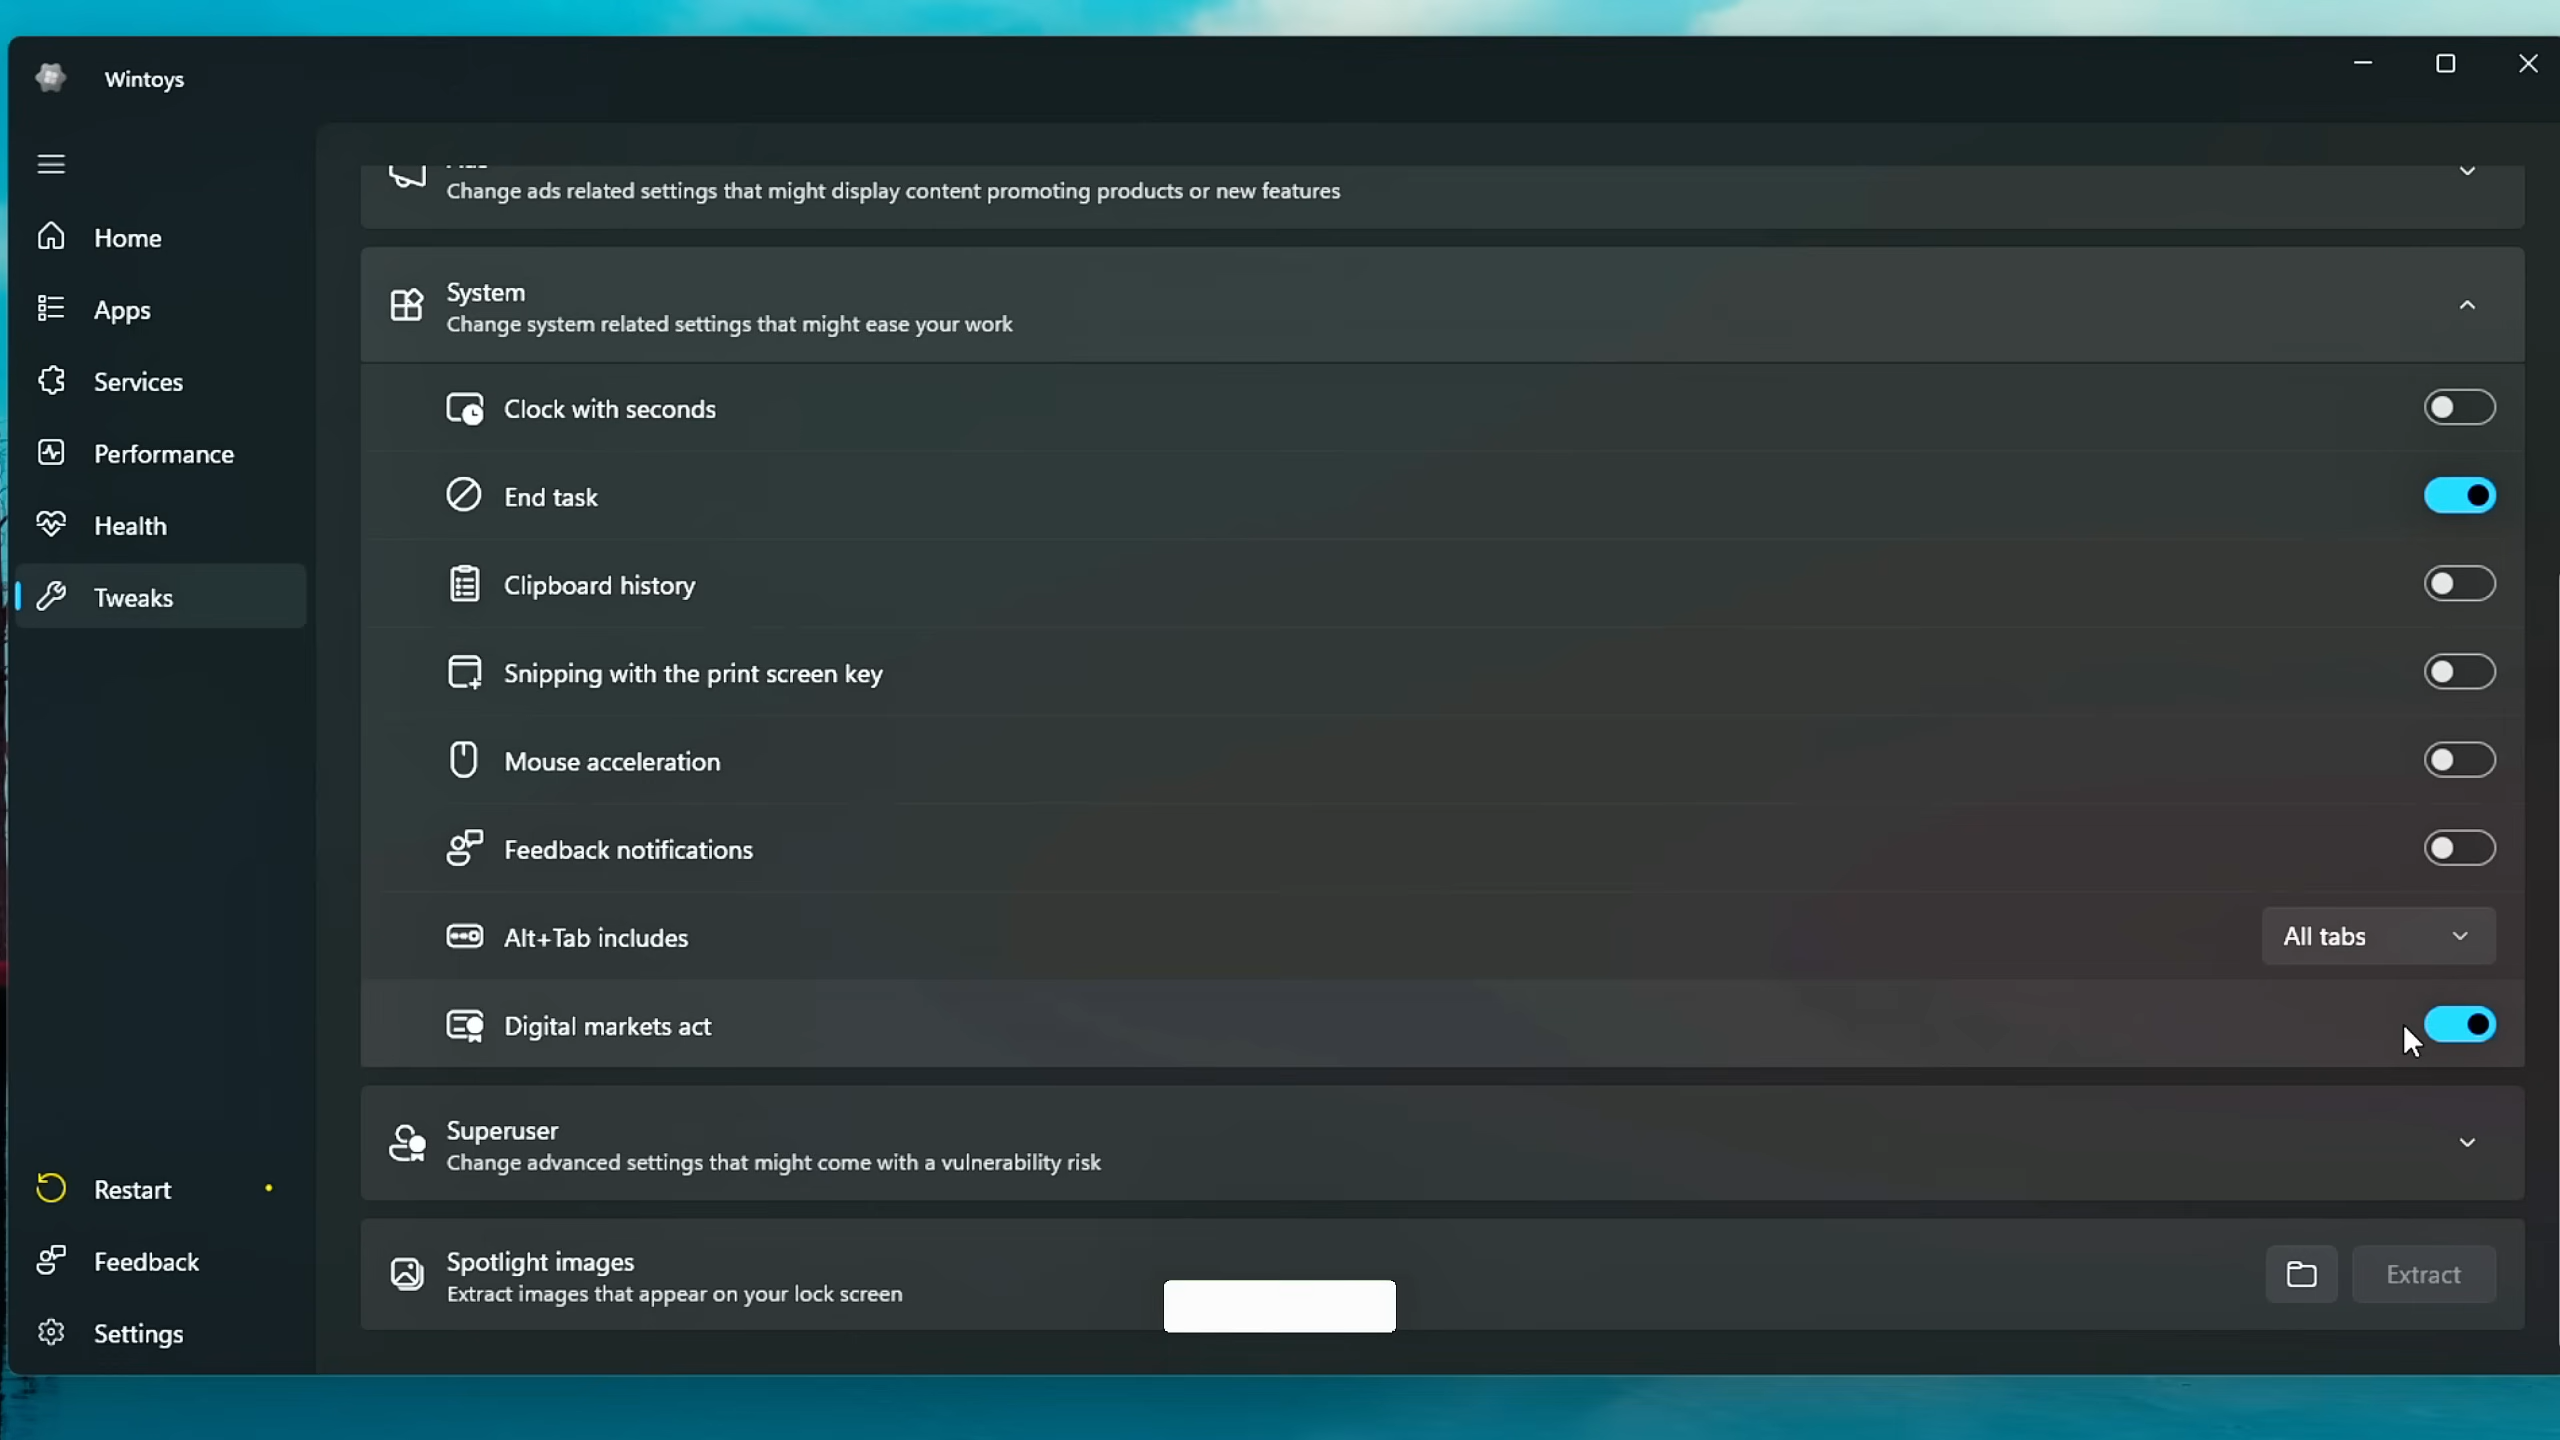 Wintoys
Home
Apps
Services
Performance
Health
Tweaks
Restart
Feedback
Settings
Change ads related settings that might display content promoting products or new features
System
Change system related settings that might ease your work
Clock with seconds
End task
Clipboard history
Snipping with the print screen key
Mouse acceleration
Feedback notifications
Alt+Tab includes
All tabs
Digital markets act
Superuser
Change advanced settings that might come with a vulnerability risk
Spotlight images
Extract images that appear on your lock screen
Extract